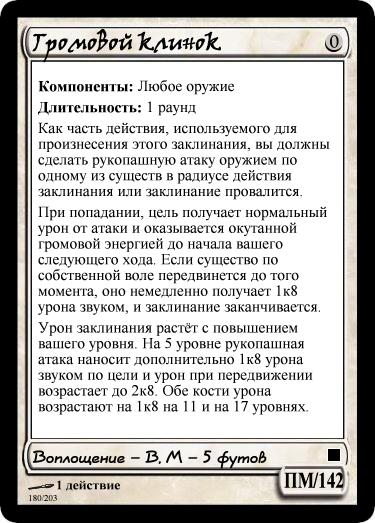 Громовой клинок 0
Компоненты: Любое оружие
Длительность: 1 раунд
Как часть действия, используемого для
произнесения этого заклинания, вы должны
сделать рукопашную атаку оружием по
одному из существ в радиусе действия
заклинания или заклинание провалится.
При попадании, цель получает нормальный
урон от атаки и оказывается окутанной
громовой энергией до начала вашего
следующего хода. Если существо по
собственной воле передвинется до того
момента, оно немедленно получает 1к8
урона звуком, и заклинание заканчивается.
Урон заклинания растёт с повышением
вашего уровня. На 5 уровне рукопашная
атака наносит дополнительно 1к8 урона
звуком по цели и урон при передвижении
возрастает до 2к8. Обе кости урона
возрастают на 1к8 на 11 и на 17 уровнях.
Воплощение – В, М – 5 футов
1 действие
ПМ/142
180/203